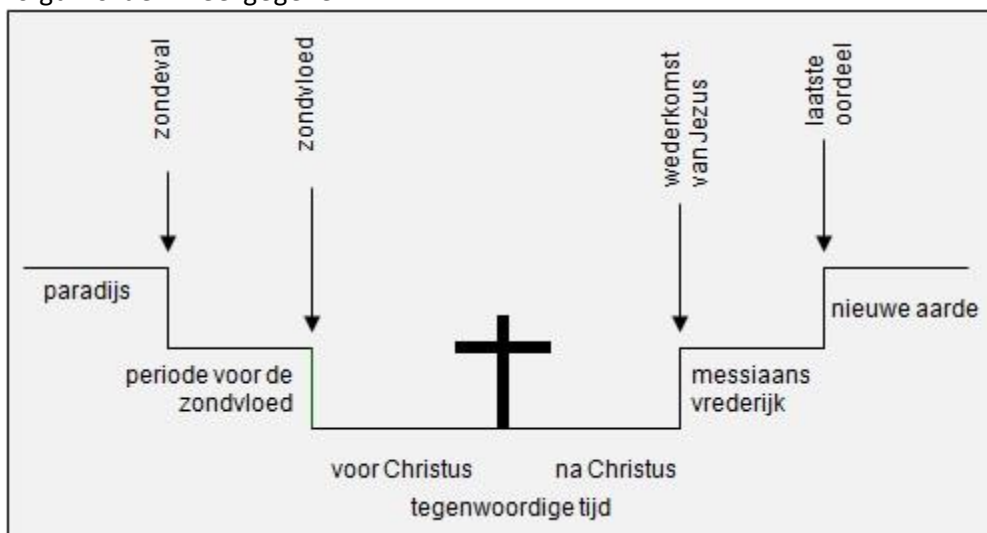 zondeval
zondvloed
wederkomst
van Jezus
laatste
oordeel
paradijs
nieuwe aarde
periode voor de
zondvloed
messiaans
vrederijk
voor Christus
na Christus
tegenwoordige tijd